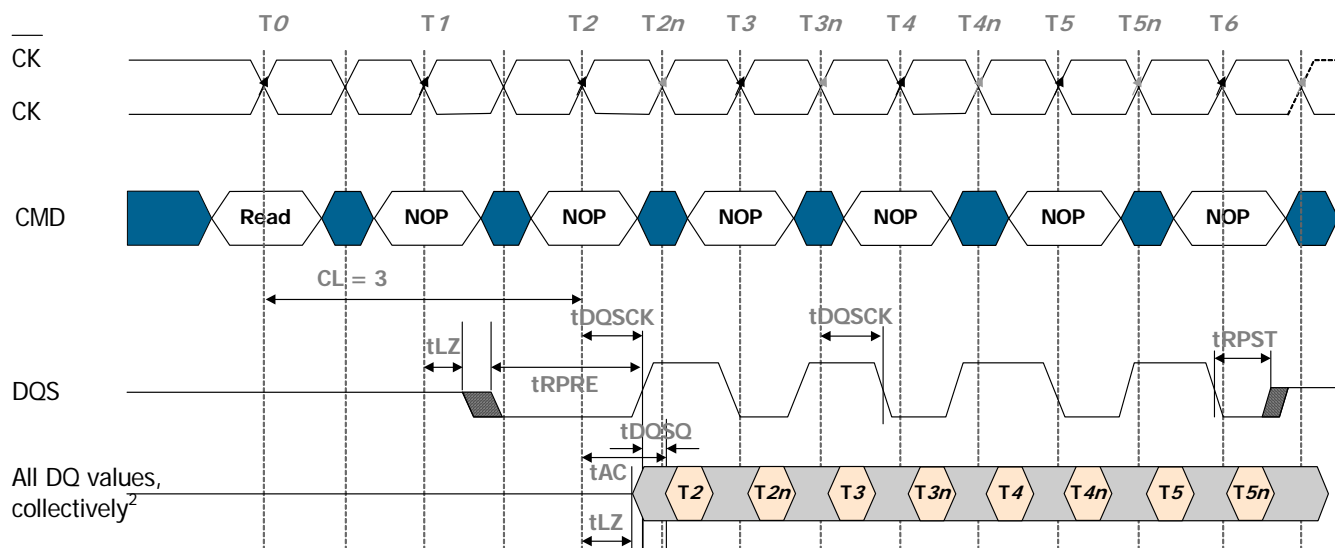 T0 T1 T2 T2n T3 T3n T4 T4n T5 T5n T6
CK
CK
CMD Read NOP NOP NOP NOP NOP NOP
CL = 3
tDQSCK tDQSCK
tLZ tRPST
tRPRE
DQS
tDQSQ
tAC
All DQ values,
collectively2
T2 T2n T3 T3n T4 T4n T5 T5n
tLZ